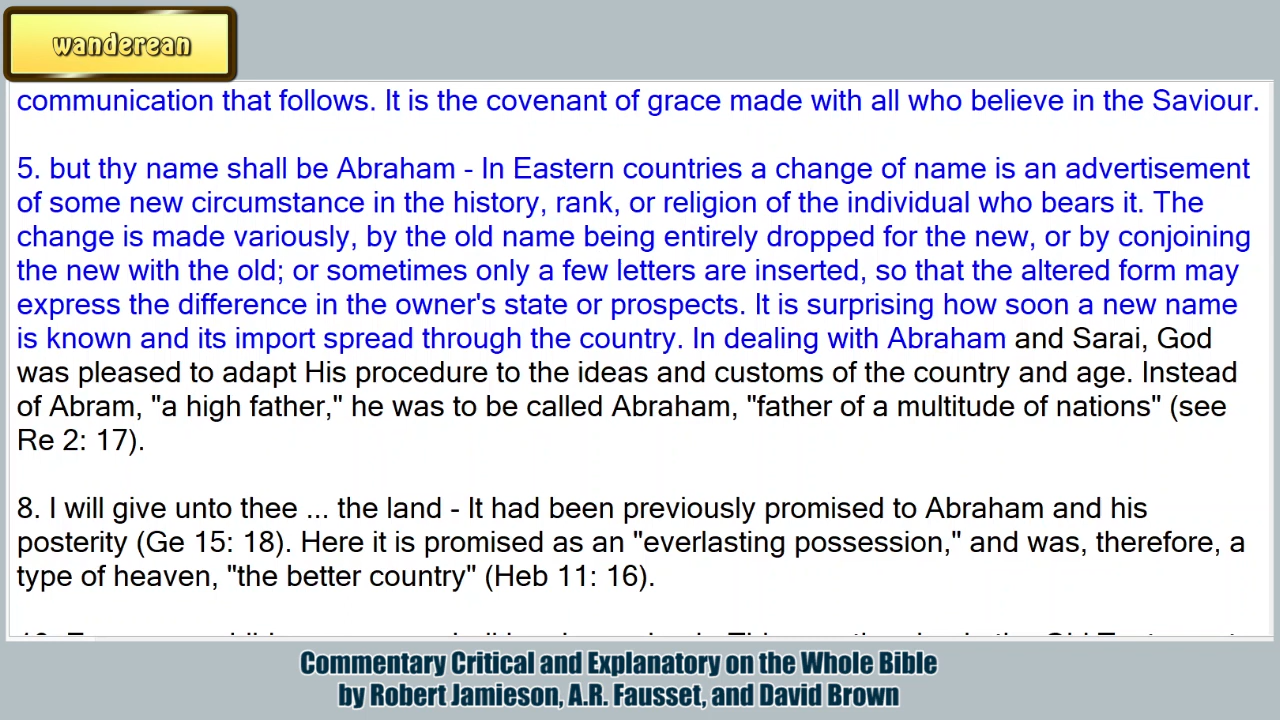 wanderean
communication that follows. It is the covenant of grace made with all who believe in the Saviour.
5. but thy name shall be Abraham - In Eastern countries a change of name is an advertisement
of some new circumstance in the history, rank, or religion of the individual who bears it. The
change is made variously, by the old name being entirely dropped for the new, or by conjoining
the new with the old; or sometimes only a few letters are inserted, so that the altered form may
express the difference in the owner's state or prospects. It is surprising how soon a new name
is known and its import spread through the country. In dealing with Abraham and Sarai, God
was pleased to adapt His procedure to the ideas and customs of the country and age. Instead
of Abram, "a high father," he was to be called Abraham, "father of a multitude of nations" (see
Re 2: 17).
8. I will give unto thee ... the land - It had been previously promised to Abraham and his
posterity (Ge 15: 18). Here it is promised as an "everlasting possession," and was, therefore, a
type of heaven, "the better country" (Heb 11: 16).
Commentary Critical and Explanatory on the Whole Bible
by Robert Jamieson, A.R. Fausset, and David Brown